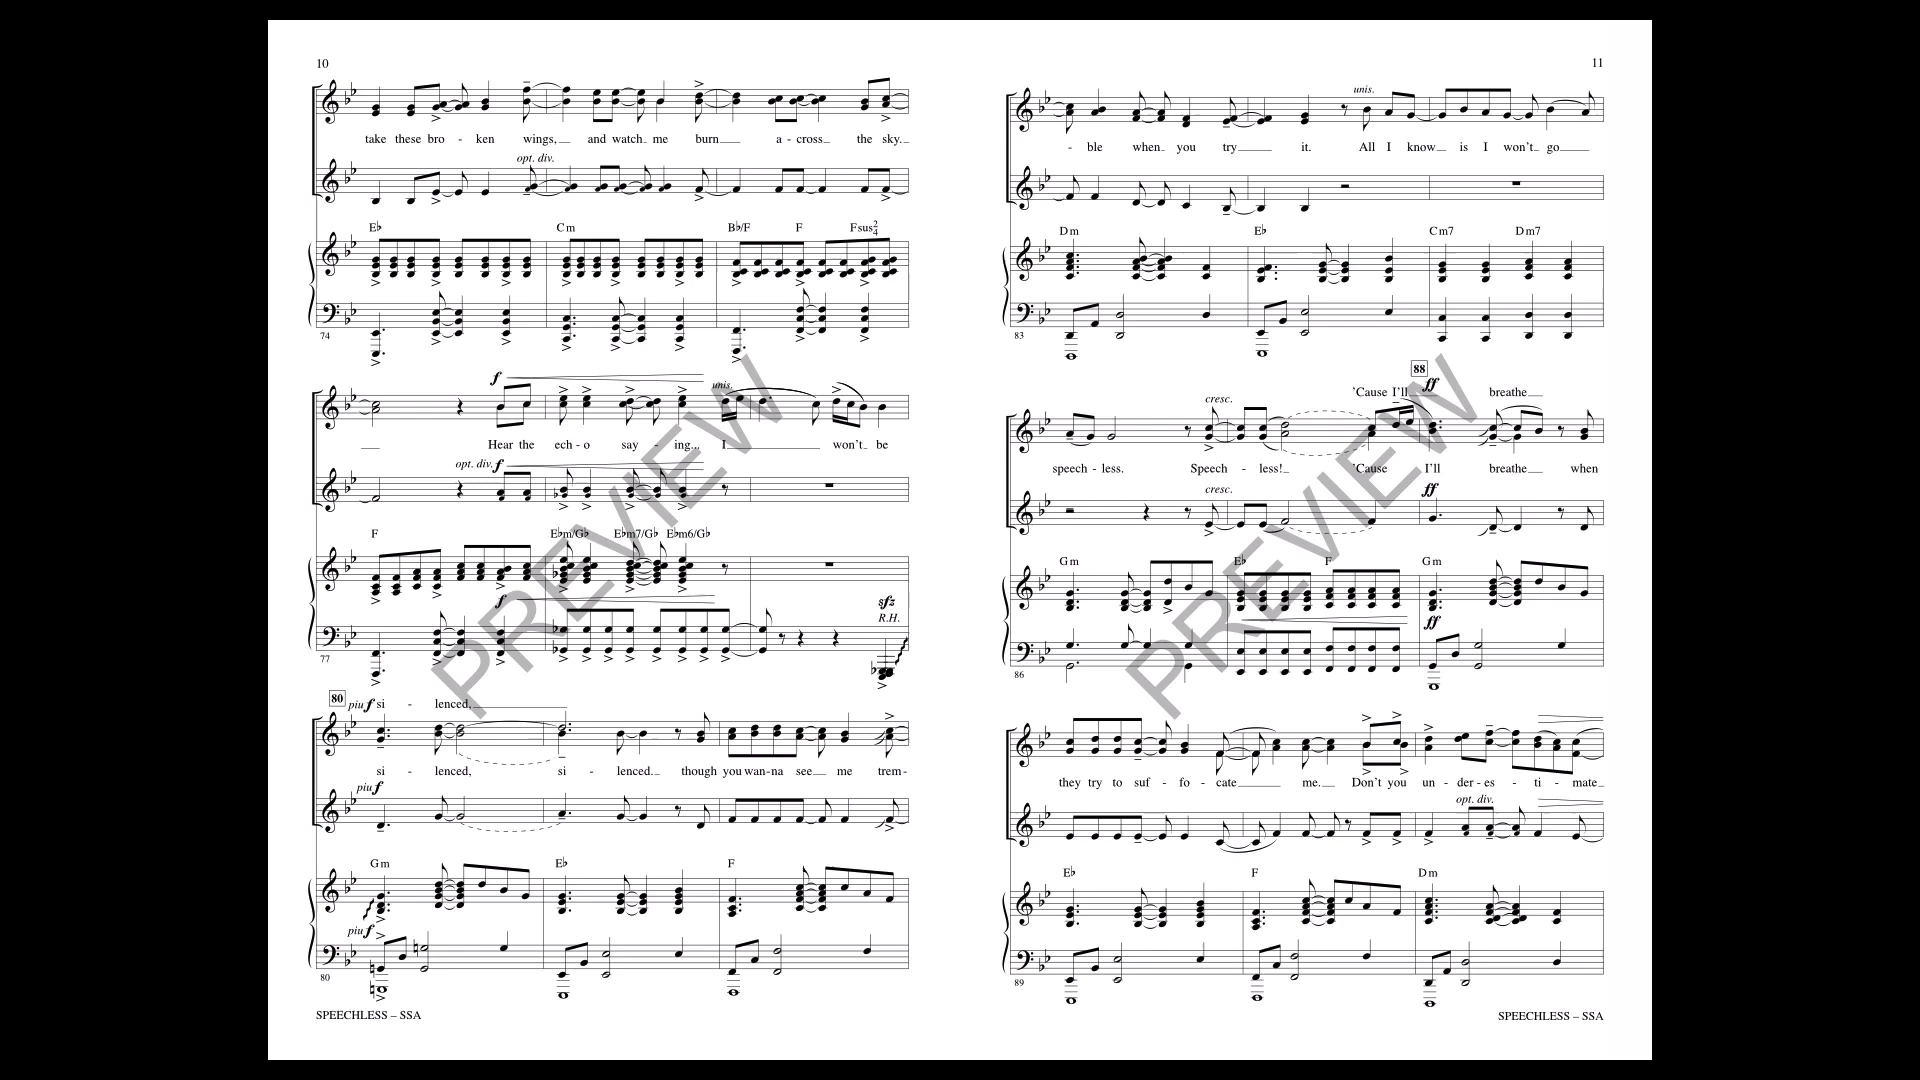 10
take these bro - ken wings, and watch me burn a - cross the sky.
opt. div.
E♭ Cm B♭/F F Fsus2/4
74
f
unis.
Hear the ech - o say - ing... I won't be
opt. div. f
F E♭m/G♭ E♭m7/G♭ E♭m6/G♭
f
sfz
R.H.
77
80 piu f si - lenced,
si - lenced, si - lenced. though you wan-na see me trem-
piu f
Gm E♭ F
piu f
80
SPEECHLESS – SSA
11
unis.
- ble when you try it. All I know is I won't go
Dm E♭ Cm7 Dm7
83
88
'Cause I'll ff breathe
cresc.
speech - less. Speech - less! 'Cause I'll breathe when
cresc. ff
Gm E♭ F Gm
ff
86
they try to suf - fo - cate me. Don't you un - der - es - ti - mate
opt. div.
E♭ F Dm
89
SPEECHLESS – SSA
PREVIEW
PREVIEW